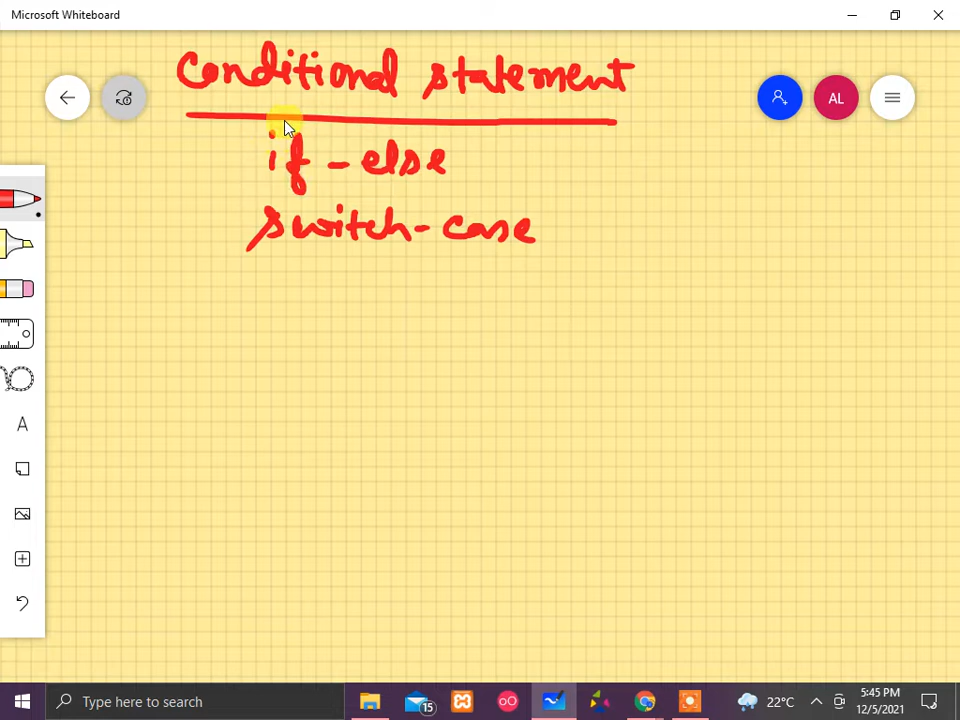 Microsoft Whiteboard
Conditional statement
AL
if - else
switch - case
A
Type here to search
15
22°C
5:45 PM
12/5/2021